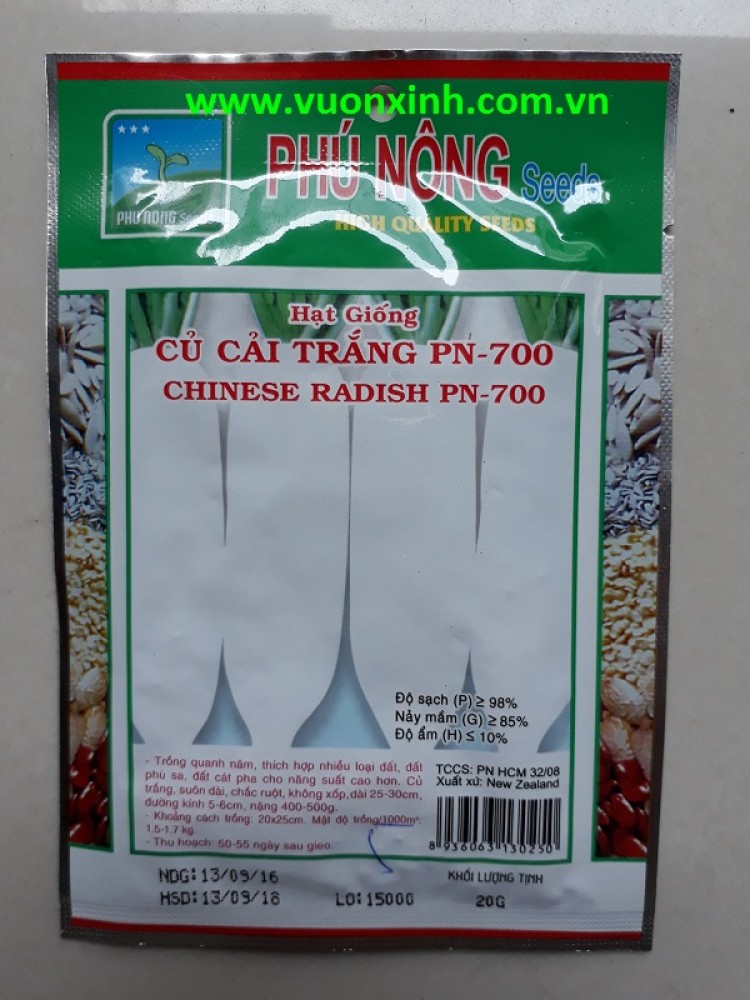 www.vuonxinh.com.vn
PHÚ NÔNG Seeds
HIGH QUALITY SEEDS
PHU NONG Seeds
Hạt Giống
CỦ CẢI TRẮNG PN-700
CHINESE RADISH PN-700
Độ sạch (P) ≥ 98%
Nảy mầm (G) ≥ 85%
Độ ẩm (H) ≤ 10%
- Trồng quanh năm, thích hợp nhiều loại đất, đất
phù sa, đất cát pha cho năng suất cao hơn. Củ
trắng, suôn dài, chắc ruột, không xốp, dài 25-30cm,
đường kính 5-6cm, nặng 400-500g.
- Khoảng cách trồng: 20x25cm. Mật độ trồng/1000m²:
1.5-1.7 kg.
- Thu hoạch: 50-55 ngày sau gieo.
TCCS: PN HCM 32/08
Xuất xứ: New Zealand
8 936063 130250
NDG: 13/09/16
HSD: 13/09/18
LO: 15000
KHỐI LƯỢNG TỊNH
20G